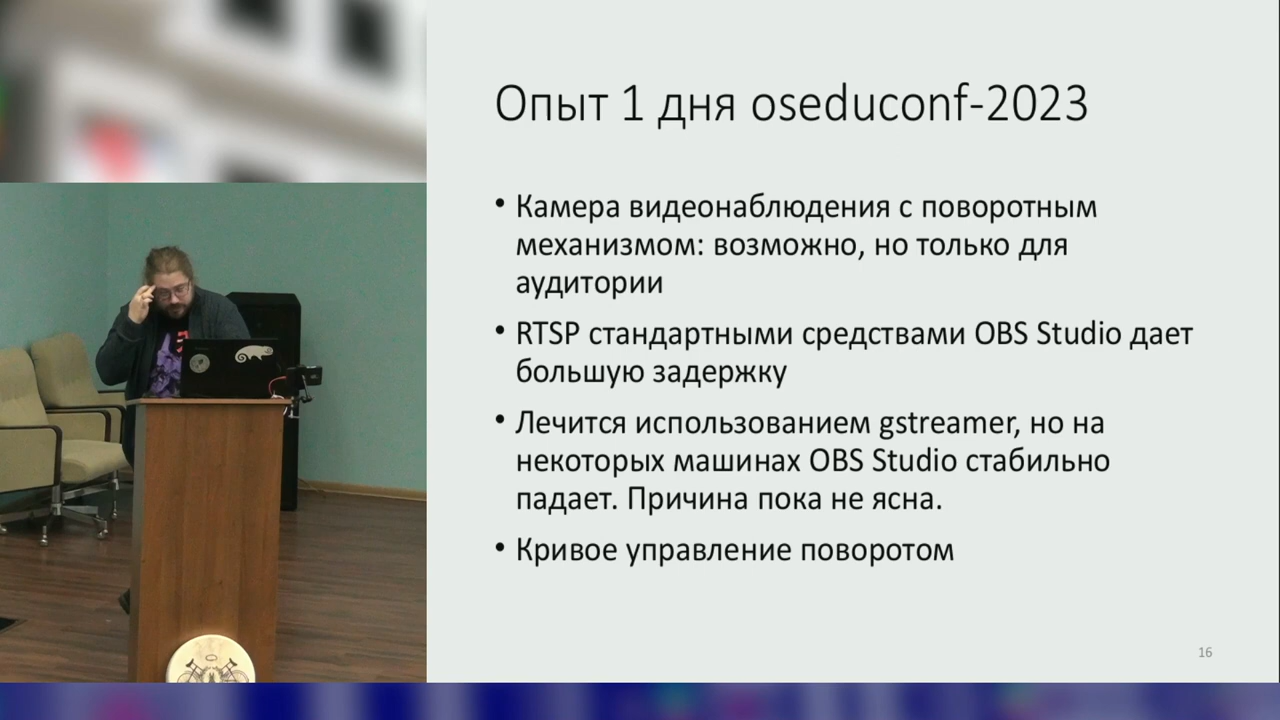 Опыт 1 дня oseduconf-2023
• Камера видеонаблюдения с поворотным
механизмом: возможно, но только для
аудитории
• RTSP стандартными средствами OBS Studio дает
большую задержку
• Лечится использованием gstreamer, но на
некоторых машинах OBS Studio стабильно
падает. Причина пока не ясна.
• Кривое управление поворотом
16